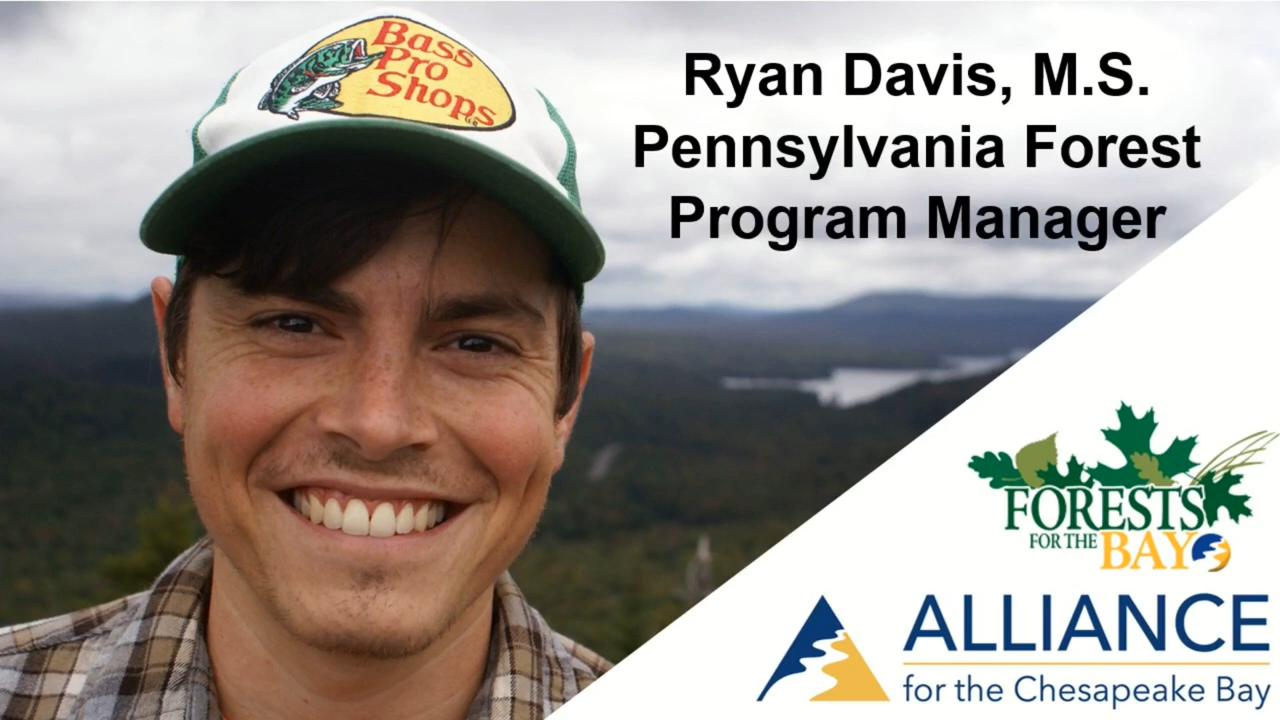 Bass
Pro
Shops
Ryan Davis, M.S.
Pennsylvania Forest
Program Manager
FORESTS
FOR THE BAY
ALLIANCE
for the Chesapeake Bay